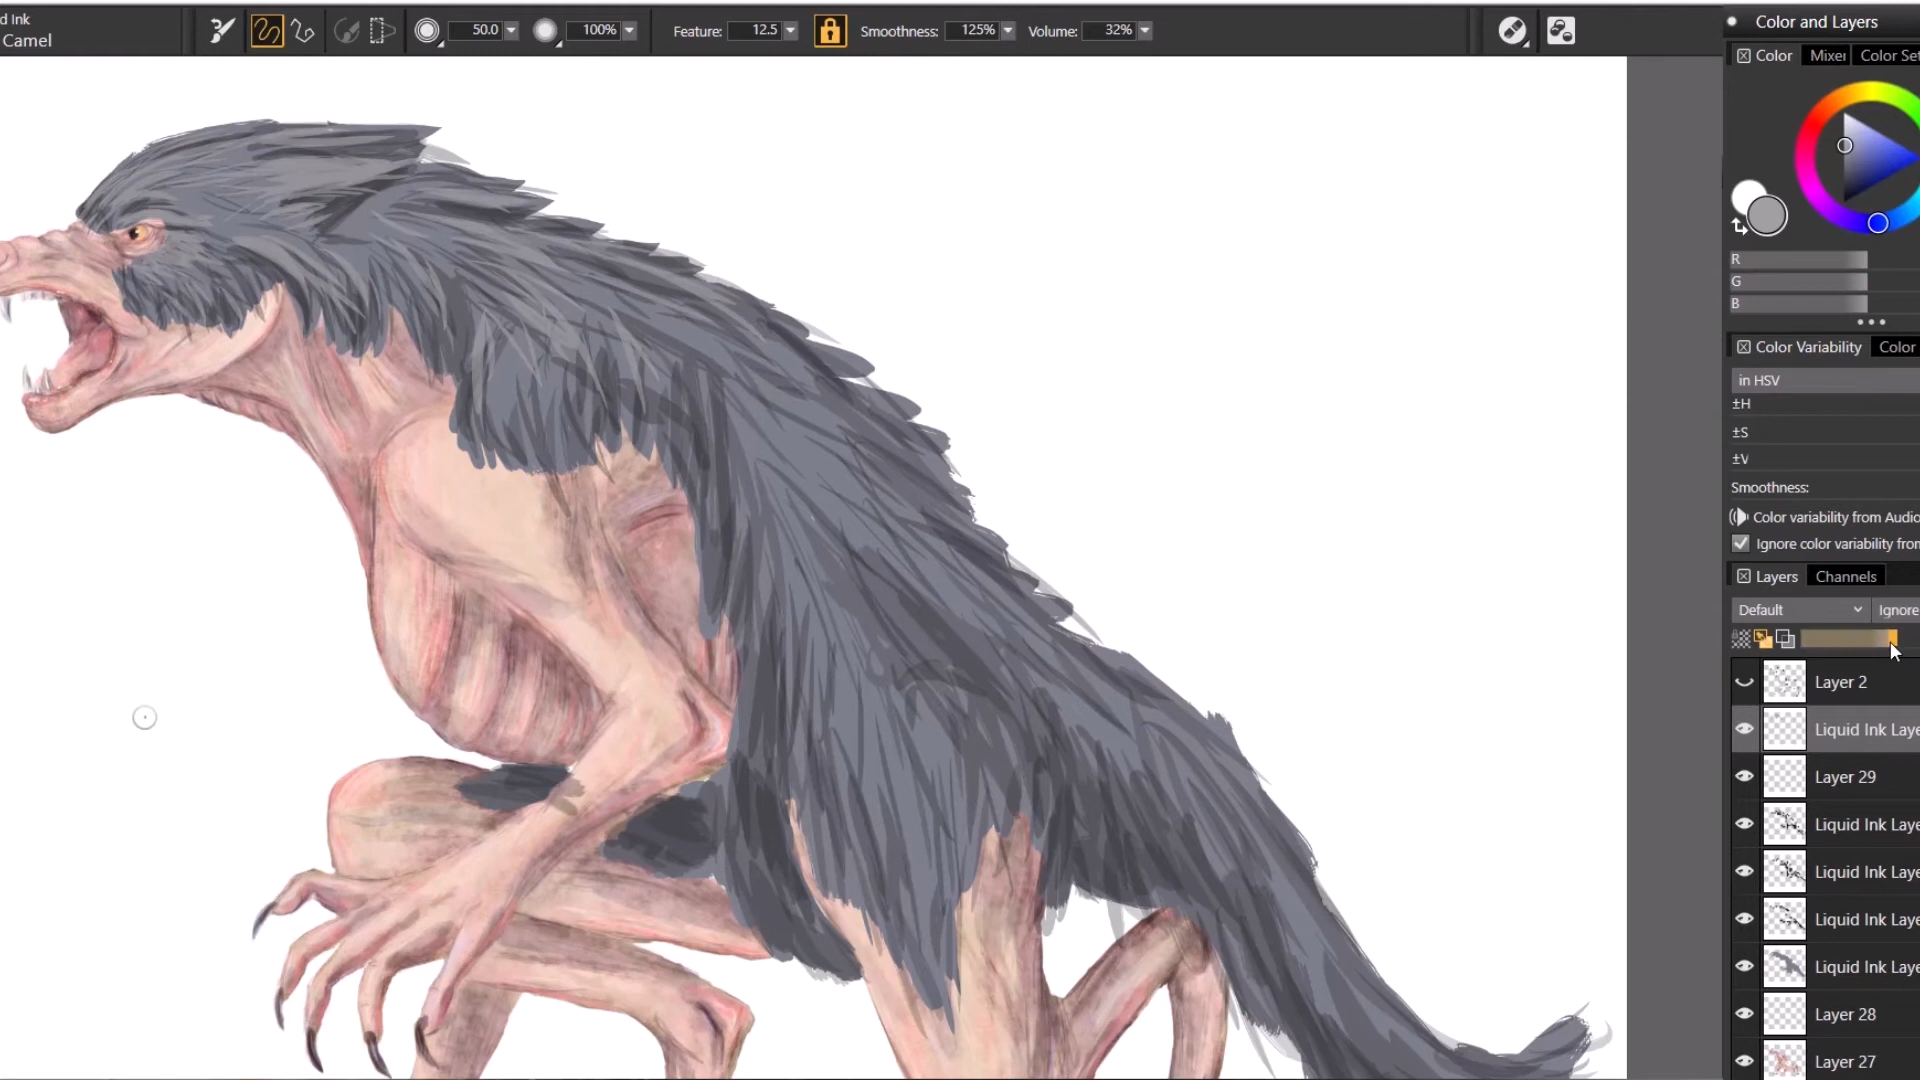 d Ink
Camel
50.0
100%
Feature: 12.5
Smoothness: 125%
Volume: 32%
Color and Layers
Color
Mixer
Color Set
R
G
B
Color Variability
Color
in HSV
±H
±S
±V
Smoothness:
Color variability from Audio
Ignore color variability from
Layers
Channels
Default
Ignore
Layer 2
Liquid Ink Laye
Layer 29
Liquid Ink Laye
Liquid Ink Laye
Liquid Ink Laye
Liquid Ink Laye
Layer 28
Layer 27